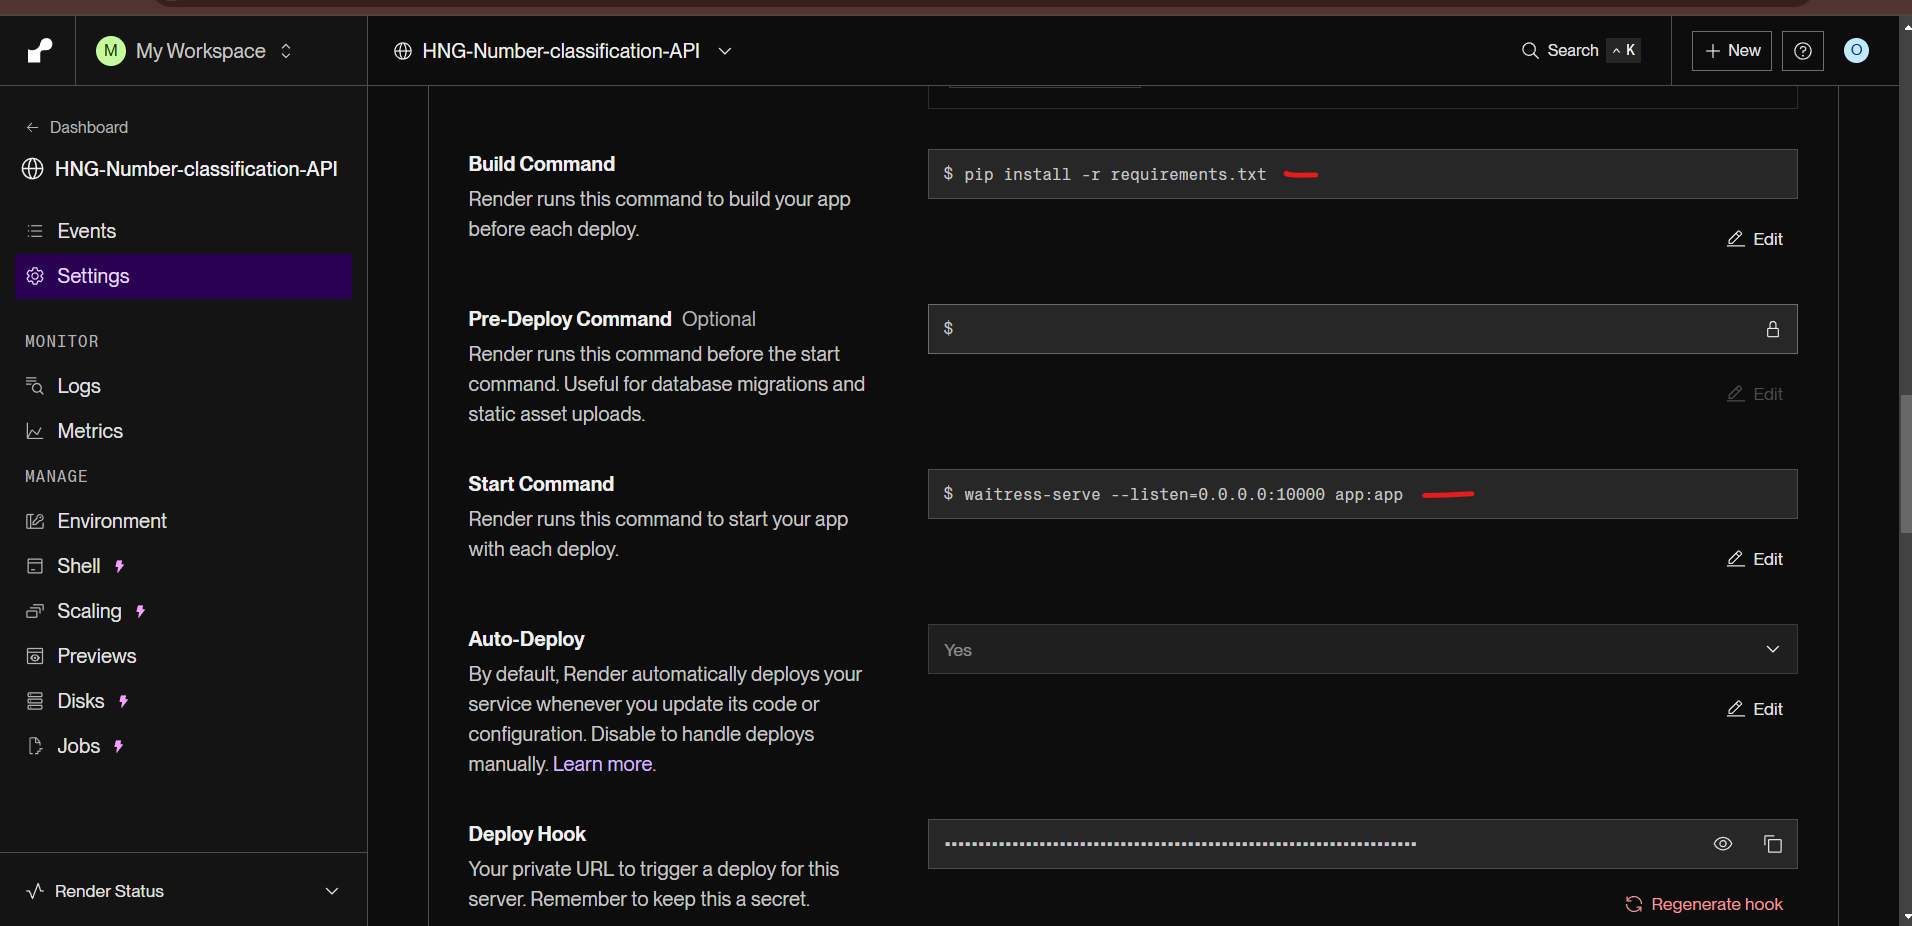 M My Workspace
HNG-Number-classification-API
Search ^ K
+ New
O
Dashboard
HNG-Number-classification-API
Events
Settings
MONITOR
Logs
Metrics
MANAGE
Environment
Shell
Scaling
Previews
Disks
Jobs
Render Status
Build Command
Render runs this command to build your app
before each deploy.
$ pip install -r requirements.txt
Edit
Pre-Deploy Command Optional
Render runs this command before the start
command. Useful for database migrations and
static asset uploads.
$
Edit
Start Command
Render runs this command to start your app
with each deploy.
$ waitress-serve --listen=0.0.0.0:10000 app:app
Edit
Auto-Deploy
By default, Render automatically deploys your
service whenever you update its code or
configuration. Disable to handle deploys
manually. Learn more.
Yes
Edit
Deploy Hook
Your private URL to trigger a deploy for this
server. Remember to keep this a secret.
Regenerate hook